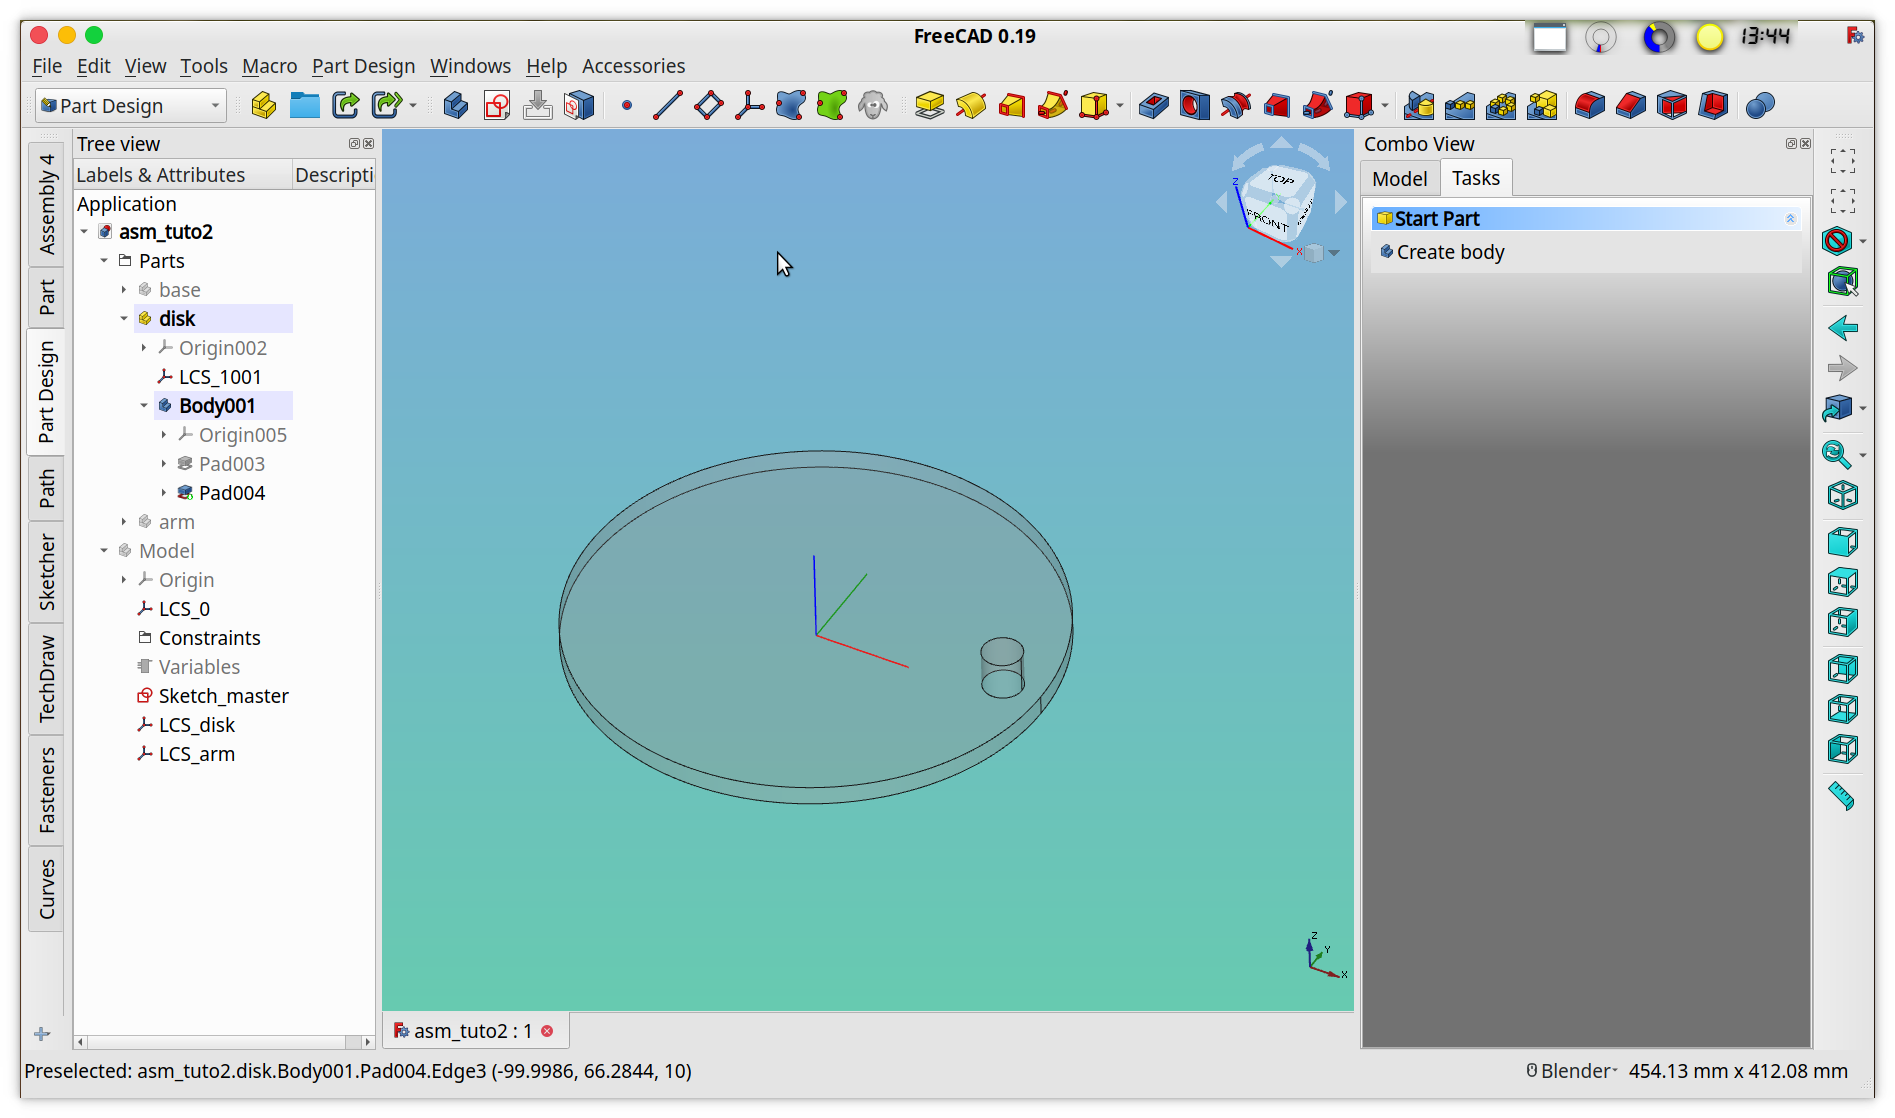 FreeCAD 0.19
13:44
File Edit View Tools Macro Part Design Windows Help Accessories
Part Design
Assembly 4
Part
Part Design
Path
Sketcher
TechDraw
Fasteners
Curves
Tree view
Labels & Attributes Descripti
Application
asm_tuto2
Parts
base
disk
Origin002
LCS_1001
Body001
Origin005
Pad003
Pad004
arm
Model
Origin
LCS_0
Constraints
Variables
Sketch_master
LCS_disk
LCS_arm
TOP
FRONT
Z
X
Z
Y
X
asm_tuto2 : 1
Combo View
Model Tasks
Start Part
Create body
Preselected: asm_tuto2.disk.Body001.Pad004.Edge3 (-99.9986, 66.2844, 10)
Blender 454.13 mm x 412.08 mm